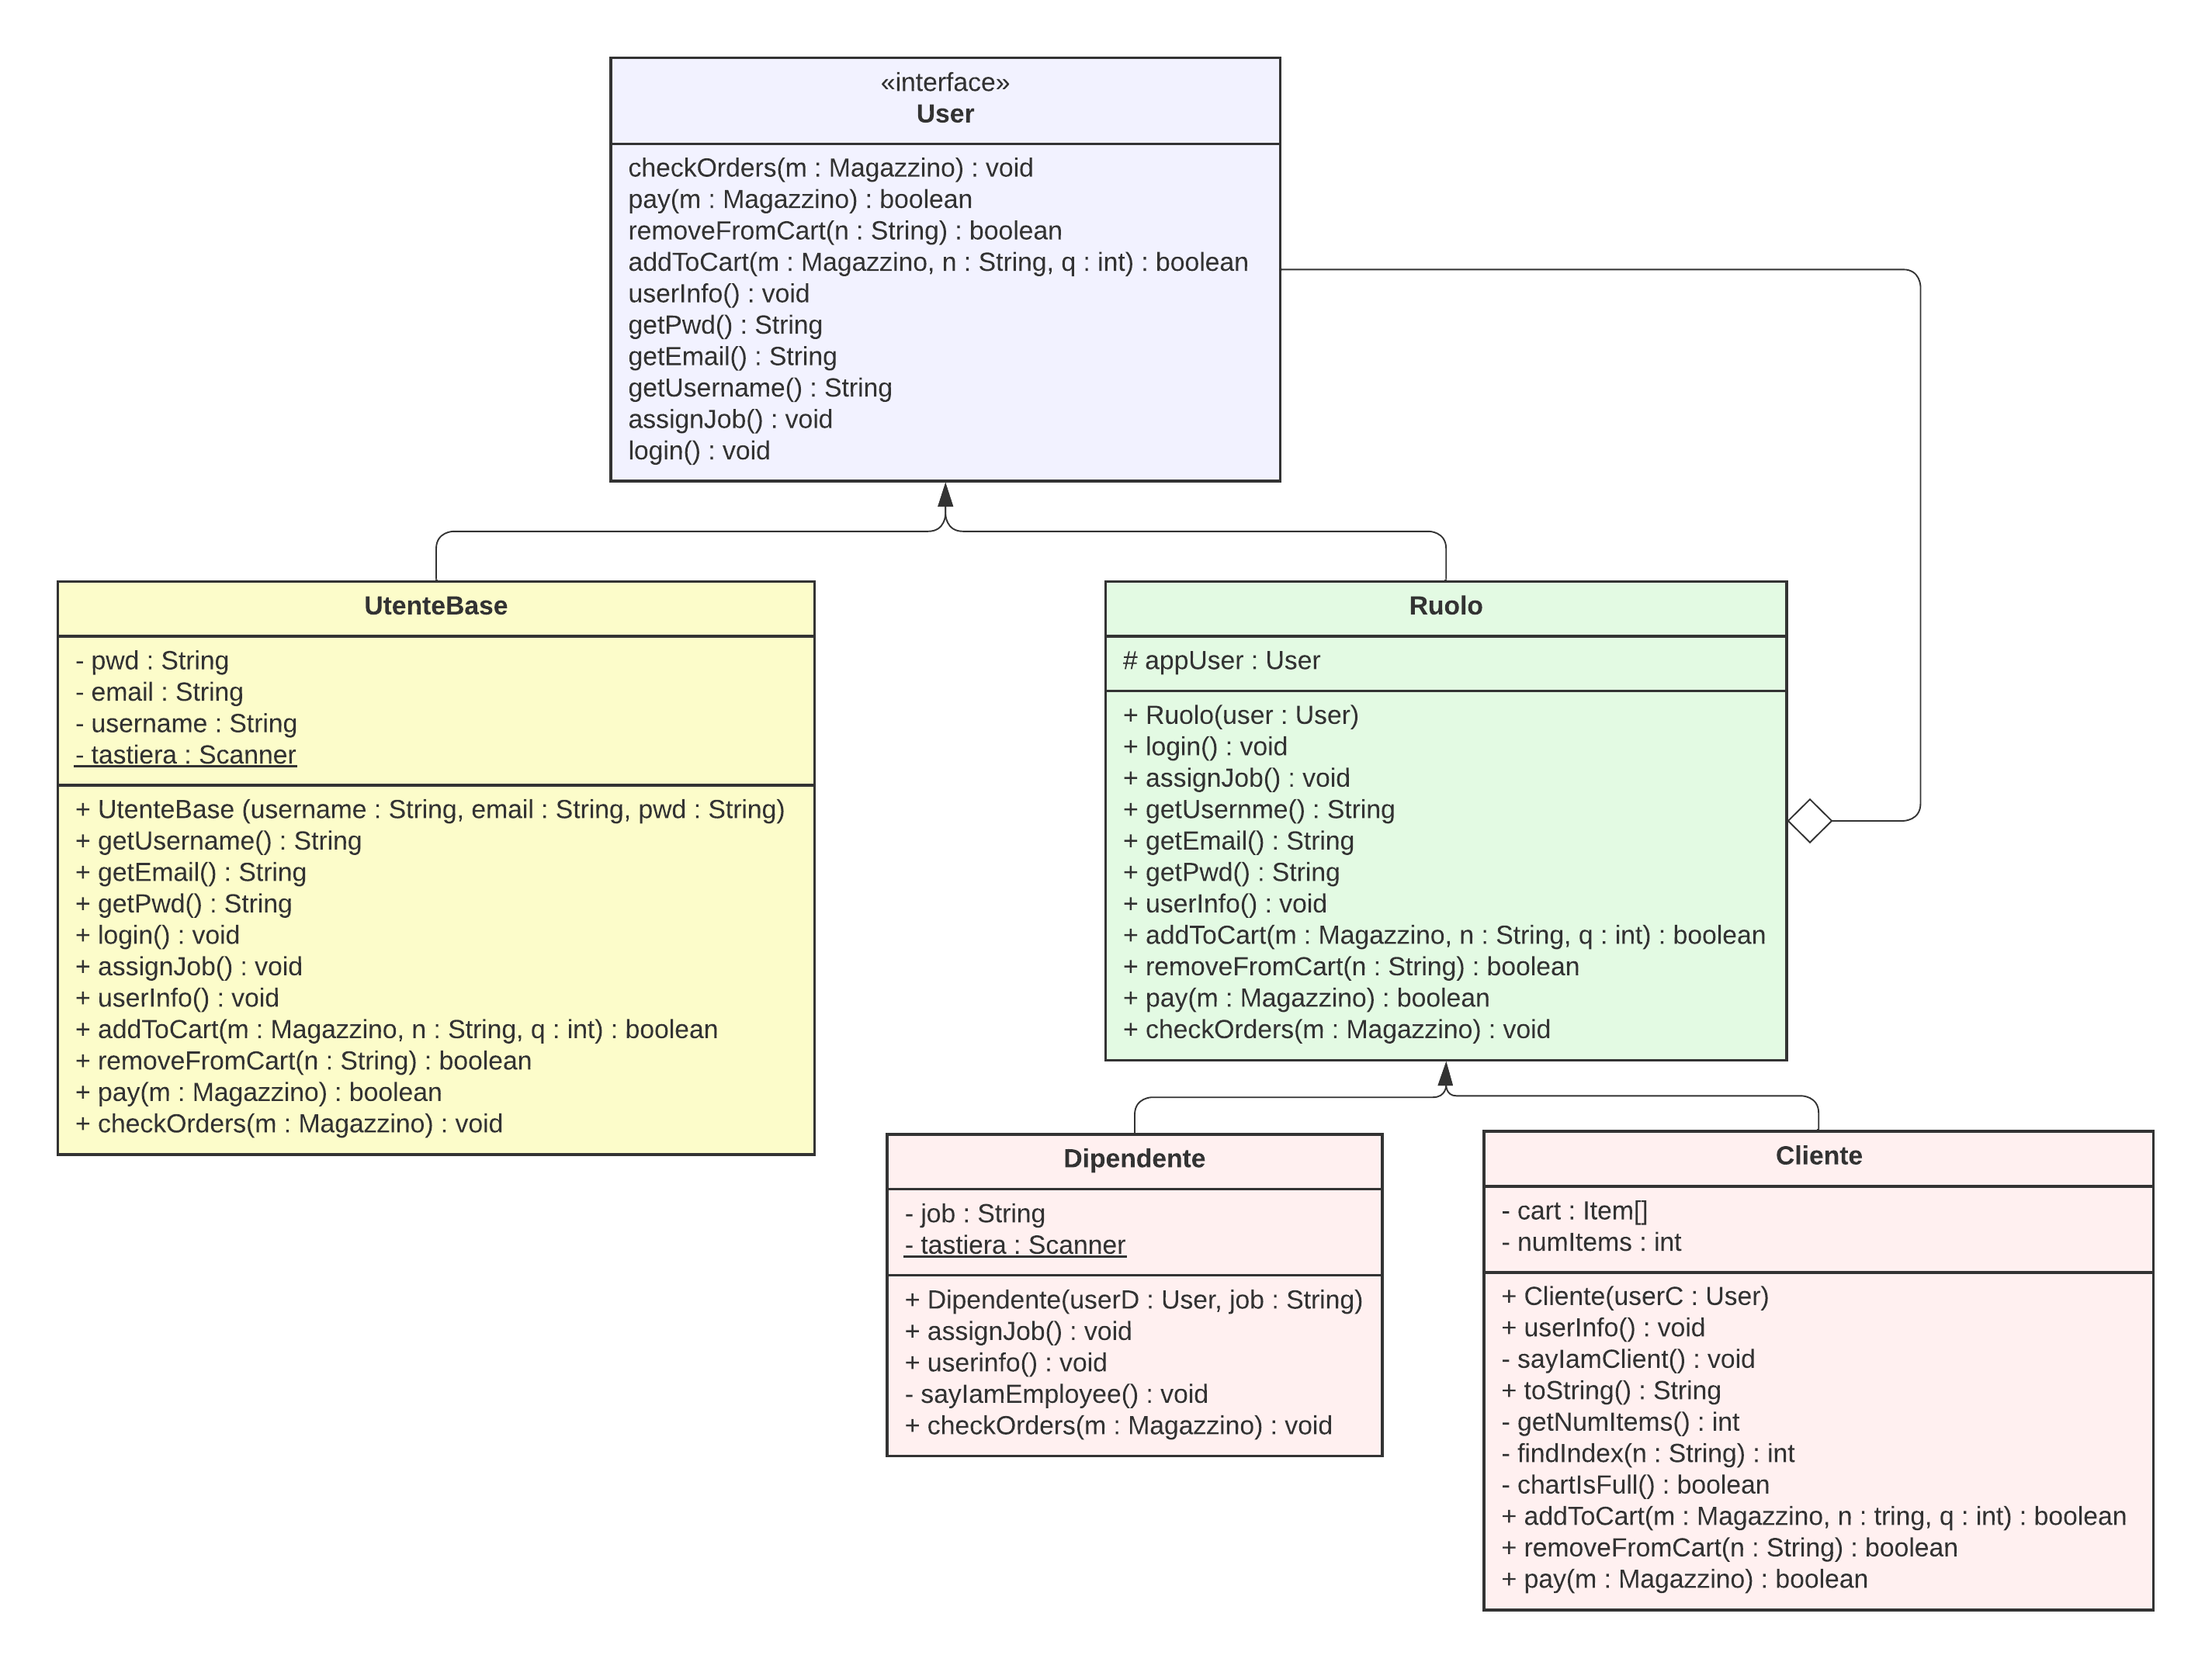 «interface»
User
checkOrders(m : Magazzino) : void
pay(m : Magazzino) : boolean
removeFromCart(n : String) : boolean
addToCart(m : Magazzino, n : String, q : int) : boolean
userInfo() : void
getPwd() : String
getEmail() : String
getUsername() : String
assignJob() : void
login() : void
UtenteBase
- pwd : String
- email : String
- username : String
- tastiera : Scanner
+ UtenteBase (username : String, email : String, pwd : String)
+ getUsername() : String
+ getEmail() : String
+ getPwd() : String
+ login() : void
+ assignJob() : void
+ userInfo() : void
+ addToCart(m : Magazzino, n : String, q : int) : boolean
+ removeFromCart(n : String) : boolean
+ pay(m : Magazzino) : boolean
+ checkOrders(m : Magazzino) : void
Ruolo
# appUser : User
+ Ruolo(user : User)
+ login() : void
+ assignJob() : void
+ getUsernme() : String
+ getEmail() : String
+ getPwd() : String
+ userInfo() : void
+ addToCart(m : Magazzino, n : String, q : int) : boolean
+ removeFromCart(n : String) : boolean
+ pay(m : Magazzino) : boolean
+ checkOrders(m : Magazzino) : void
Dipendente
- job : String
- tastiera : Scanner
+ Dipendente(userD : User, job : String)
+ assignJob() : void
+ userinfo() : void
- sayIamEmployee() : void
+ checkOrders(m : Magazzino) : void
Cliente
- cart : Item[]
- numItems : int
+ Cliente(userC : User)
+ userInfo() : void
- sayIamClient() : void
+ toString() : String
- getNumItems() : int
- findIndex(n : String) : int
- chartIsFull() : boolean
+ addToCart(m : Magazzino, n : tring, q : int) : boolean
+ removeFromCart(n : String) : boolean
+ pay(m : Magazzino) : boolean